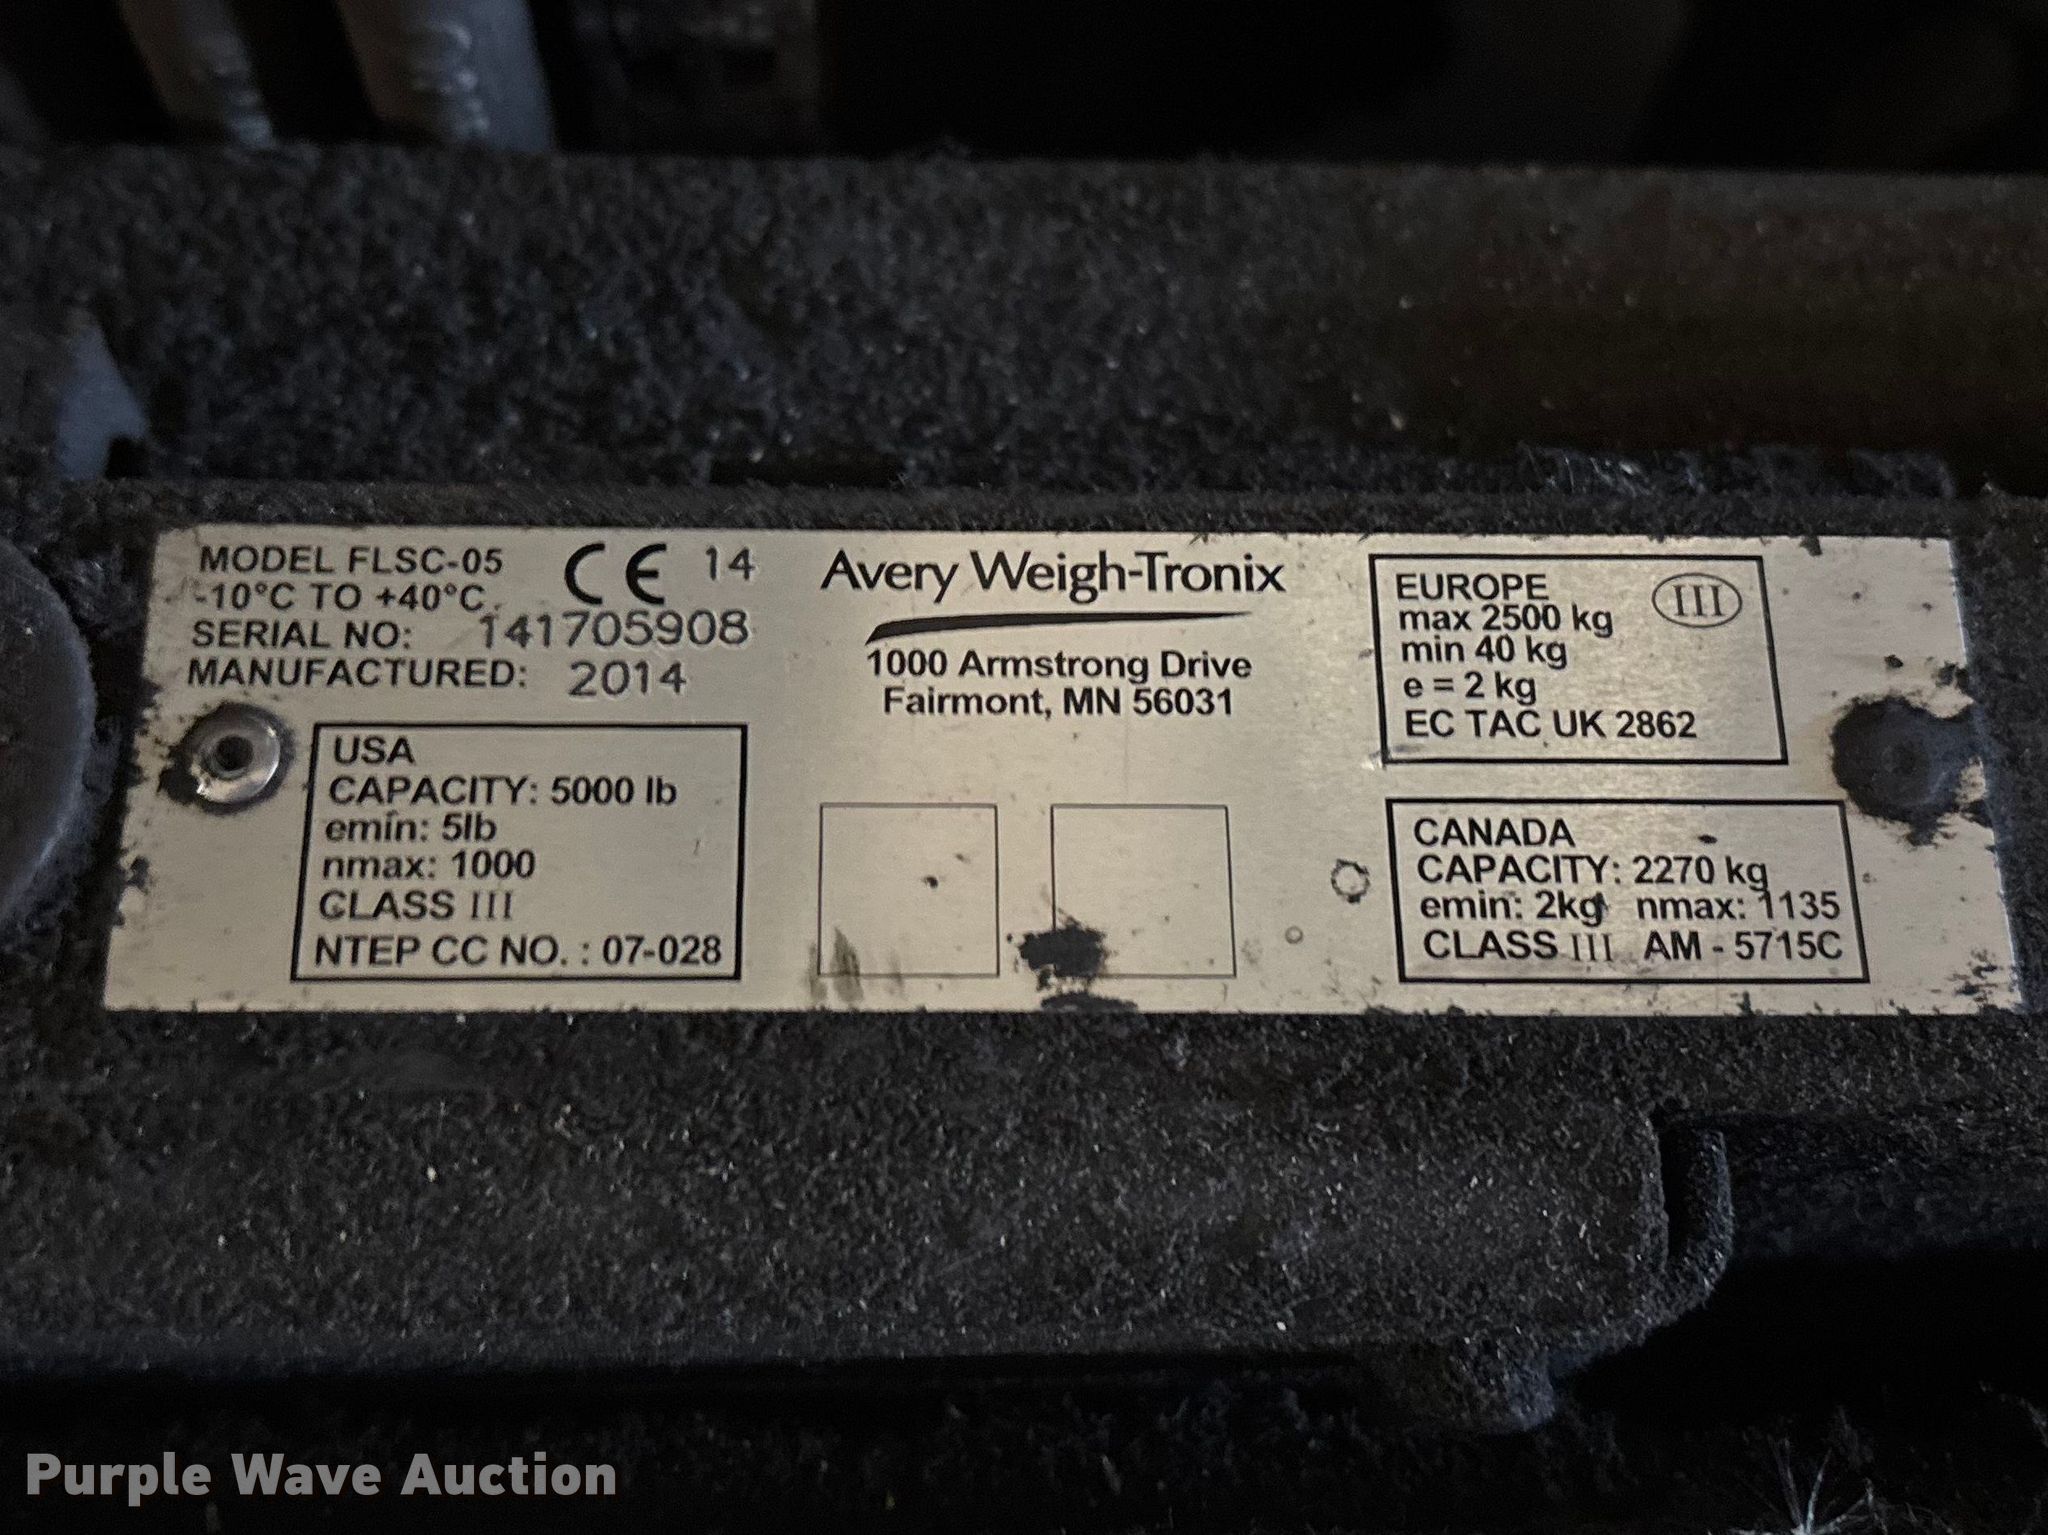 MODEL FLSC-05
-10°C TO +40°C
SERIAL NO: 141705908
MANUFACTURED: 2014
CE 14
USA
CAPACITY: 5000 lb
emin: 5lb
nmax: 1000
CLASS III
NTEP CC NO. : 07-028
Avery Weigh-Tronix
1000 Armstrong Drive
Fairmont, MN 56031
EUROPE III
max 2500 kg
min 40 kg
e = 2 kg
EC TAC UK 2862
CANADA
CAPACITY: 2270 kg
emin: 2kg nmax: 1135
CLASS III AM - 5715C
Purple Wave Auction